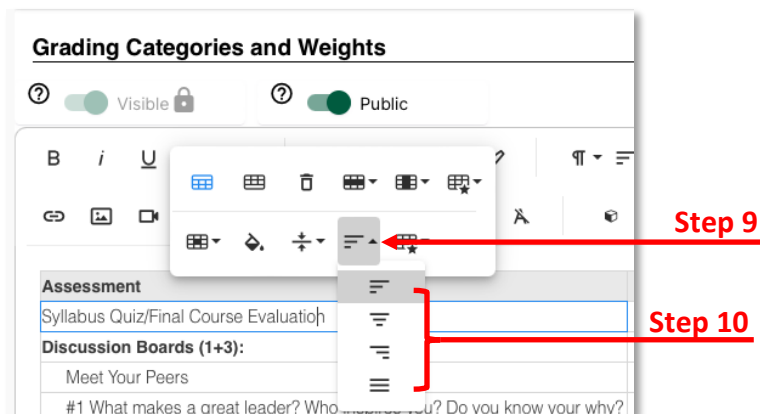 Grading Categories and Weights
Visible
Public
B i U
Step 9
Assessment
Syllabus Quiz/Final Course Evaluation
Step 10
Discussion Boards (1+3):
Meet Your Peers
#1 What makes a great leader? Who you? Do you know your why?